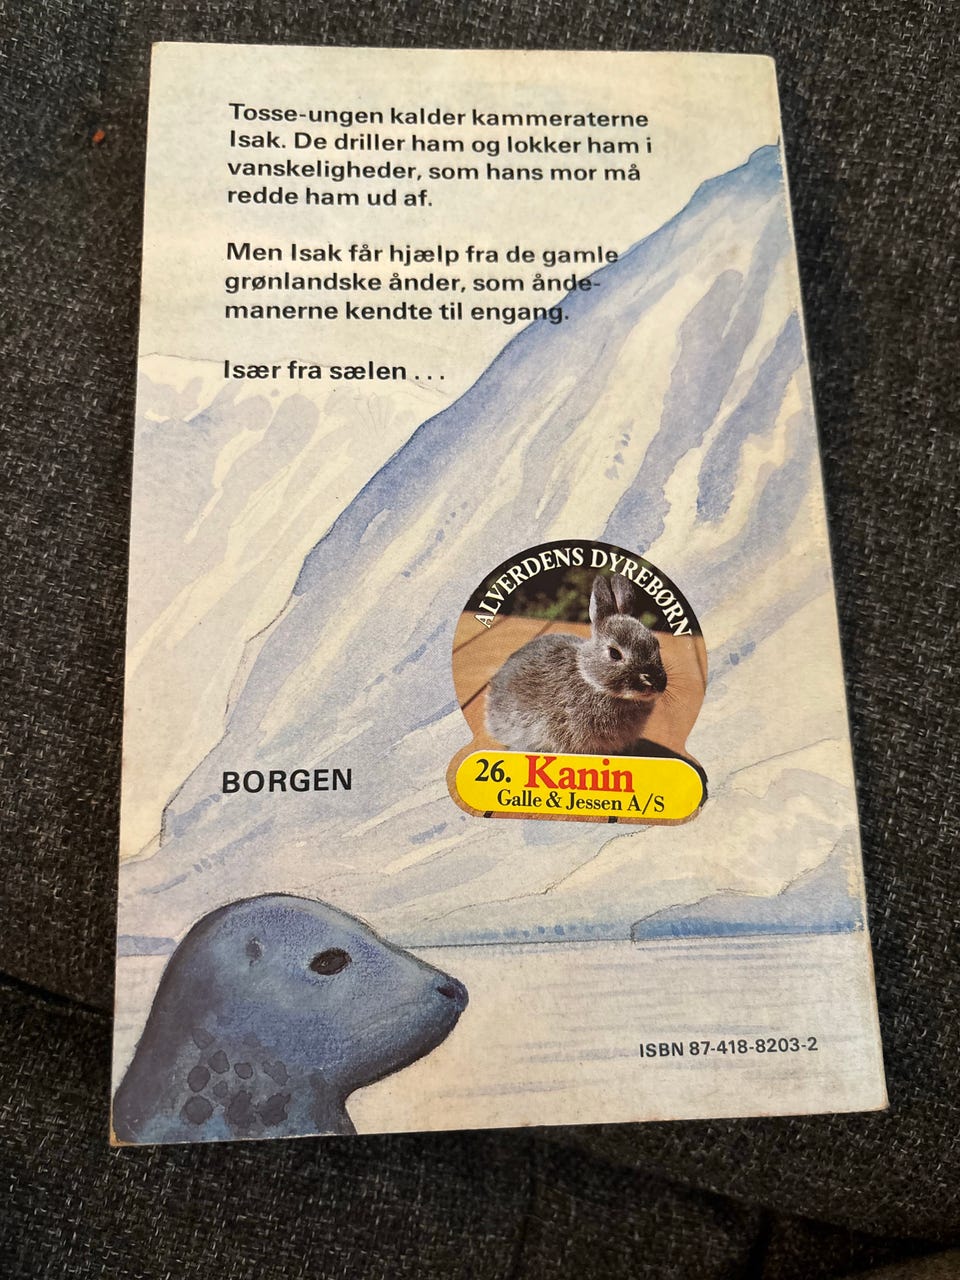 Tosse-ungen kalder kammeraterne
Isak. De driller ham og lokker ham i
vanskeligheder, som hans mor må
redde ham ud af.
Men Isak får hjælp fra de gamle
grønlandske ånder, som ånde-
manerne kendte til engang.
Især fra sælen . . .
ALVERDENS DYREBØRN
26. Kanin
Galle & Jessen A/S
BORGEN
ISBN 87-418-8203-2